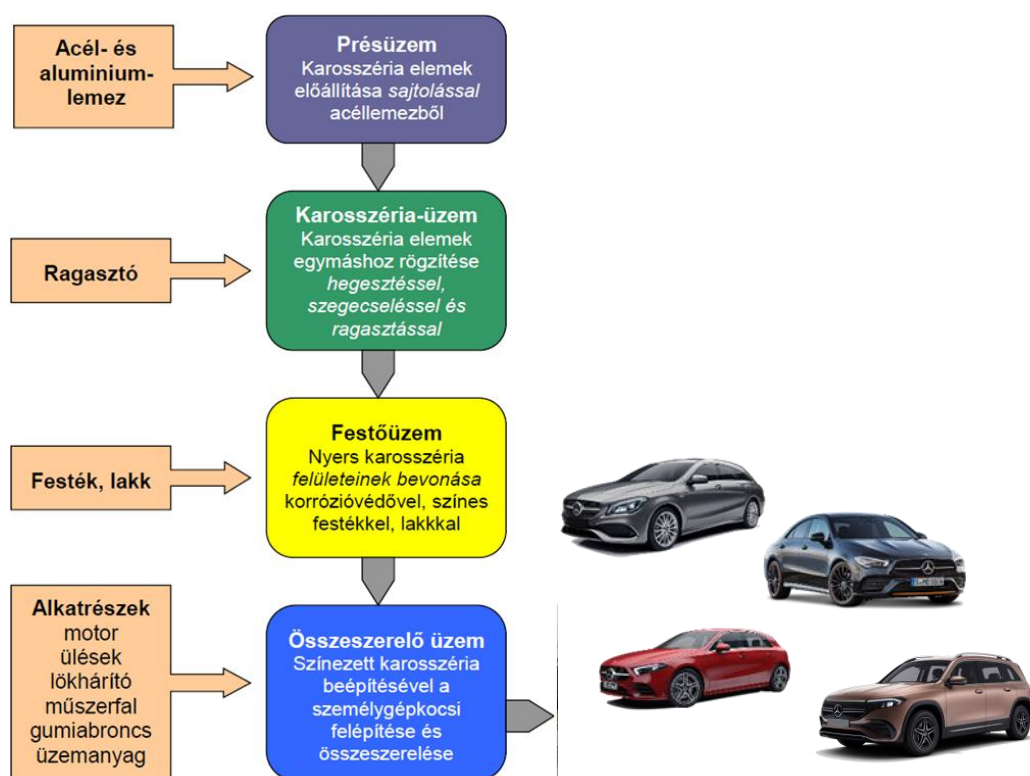 Acél- és
aluminium-
lemez
Présüzem
Karosszéria elemek
előállítása sajtolással
acéllemezből
Ragasztó
Karosszéria-üzem
Karosszéria elemek
egymáshoz rögzítése
hegesztéssel,
szegecseléssel és
ragasztással
Festék, lakk
Festőüzem
Nyers karosszéria
felületeinek bevonása
korrózióvédővel, színes
festékkel, lakkkal
Alkatrészek
motor
ülések
lökhárító
műszerfal
gumiabroncs
üzemanyag
Összeszerelő üzem
Színezett karosszéria
beépítésével a
személygépkocsi
felépítése és
összeszerelése